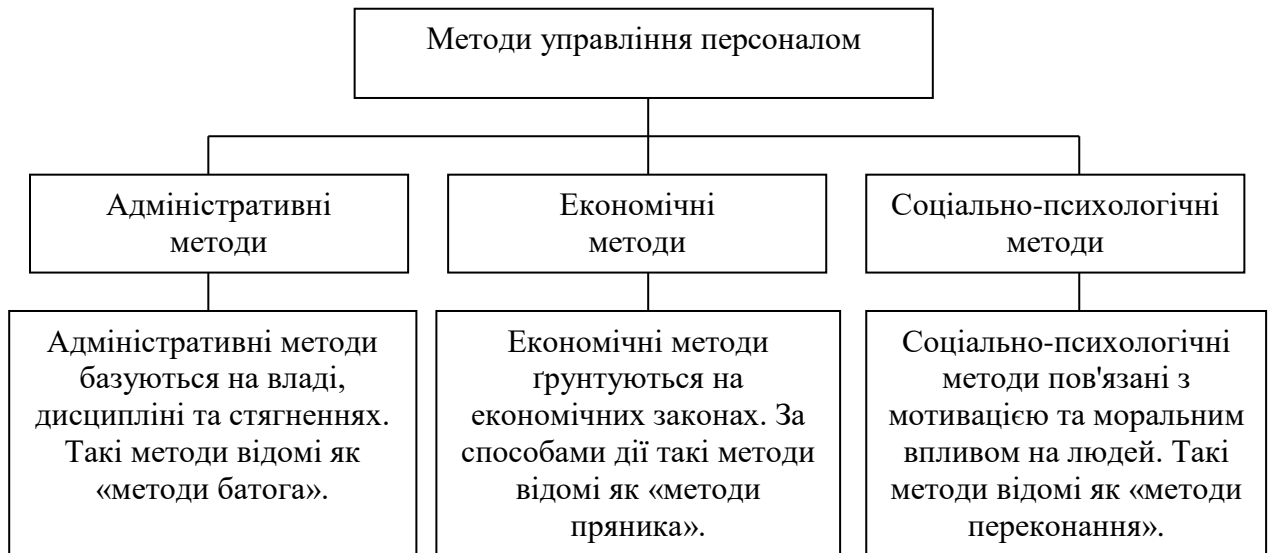 Методи управління персоналом
Адміністративні
методи
Економічні
методи
Соціально-психологічні
методи
Адміністративні методи
базуються на владі,
дисципліні та стягненнях.
Такі методи відомі як
«методи батога».
Економічні методи
ґрунтуються на
економічних законах. За
способами дії такі методи
відомі як «методи
пряника».
Соціально-психологічні
методи пов'язані з
мотивацією та моральним
впливом на людей. Такі
методи відомі як «методи
переконання».